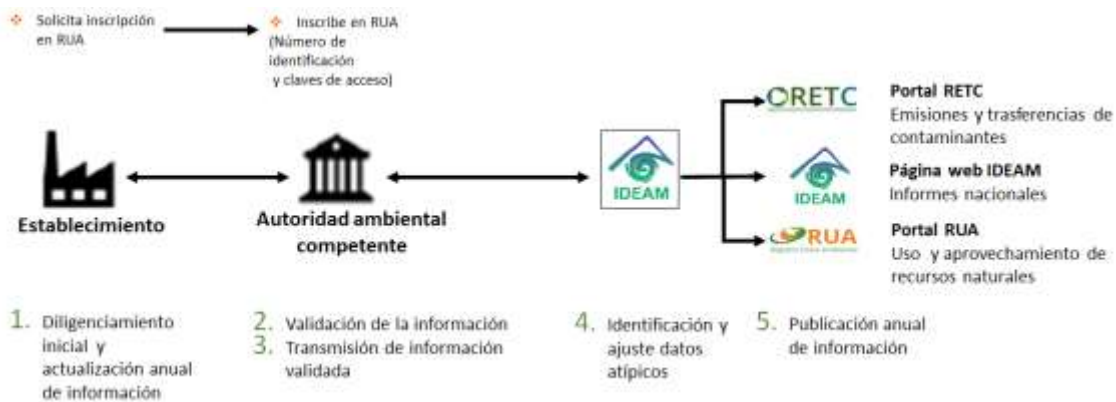 ❖ Solicita inscripción
en RUA
❖ Inscribe en RUA
(Número de
identificación
y claves de acceso)
Establecimiento
Autoridad ambiental
competente
IDEAM
ORETC
Portal RETC
Emisiones y trasferencias de
contaminantes
IDEAM
Página web IDEAM
Informes nacionales
RUA
Portal RUA
Uso y aprovechamiento de
recursos naturales
1. Diligenciamiento
inicial y
actualización anual
de información
2. Validación de la información
3. Transmisión de información
validada
4. Identificación y
ajuste datos
atípicos
5. Publicación anual
de información